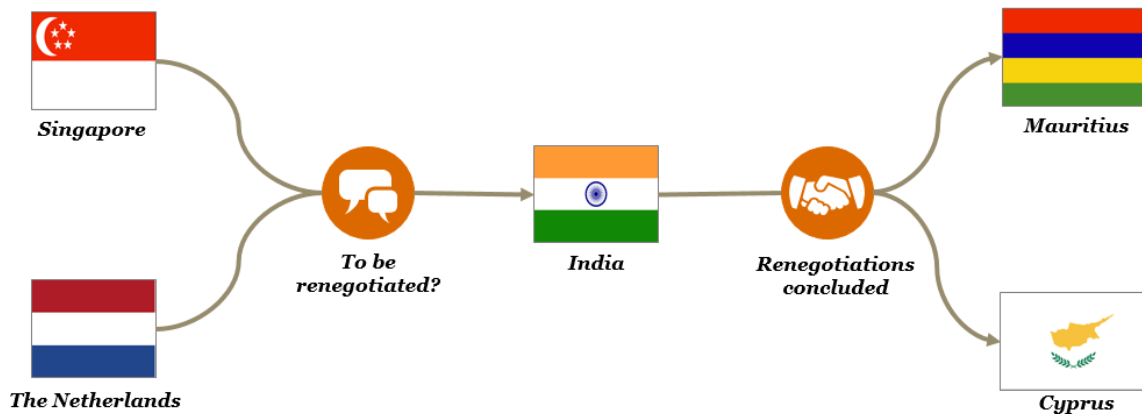 Singapore
Mauritius
To be
renegotiated?
India
Renegotiations
concluded
The Netherlands
Cyprus